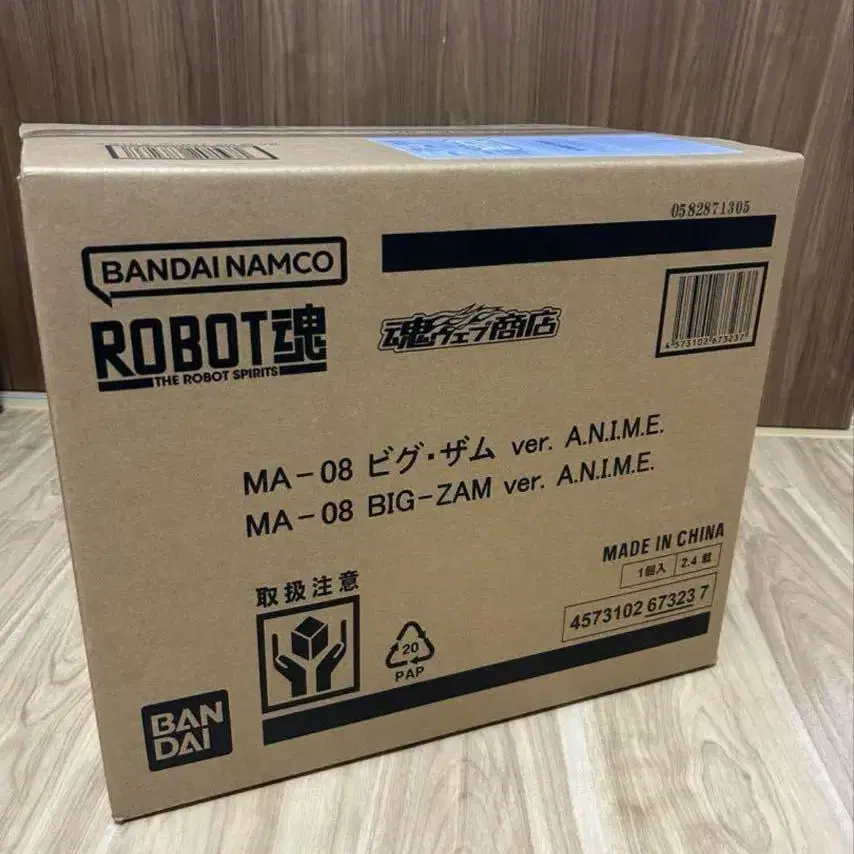 0582871305
BANDAI NAMCO
ROBOT魂
THE ROBOT SPIRITS
魂ウェブ商店
4573102673237
MA-08 ビグ・ザム ver. A.N.I.M.E.
MA-08 BIG-ZAM ver. A.N.I.M.E.
MADE IN CHINA
1個入 2.4 ㎏
4573102 67323 7
取扱注意
20
PAP
BAN
DAI